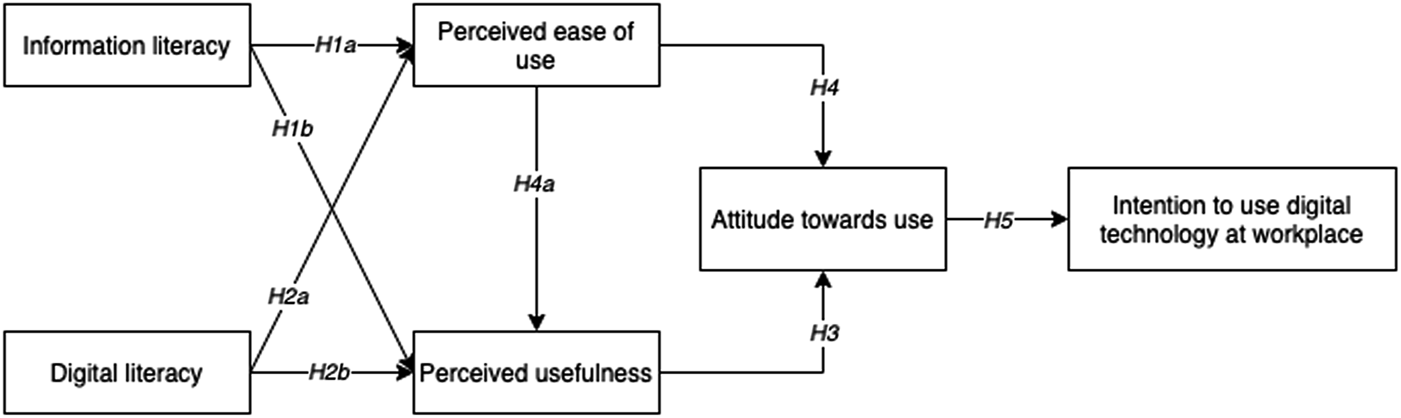 Information literacy
H1a
Perceived ease of
use
H4
H1b
H4a
Attitude towards use
H5
Intention to use digital
technology at workplace
H2a
H3
Digital literacy
H2b
Perceived usefulness